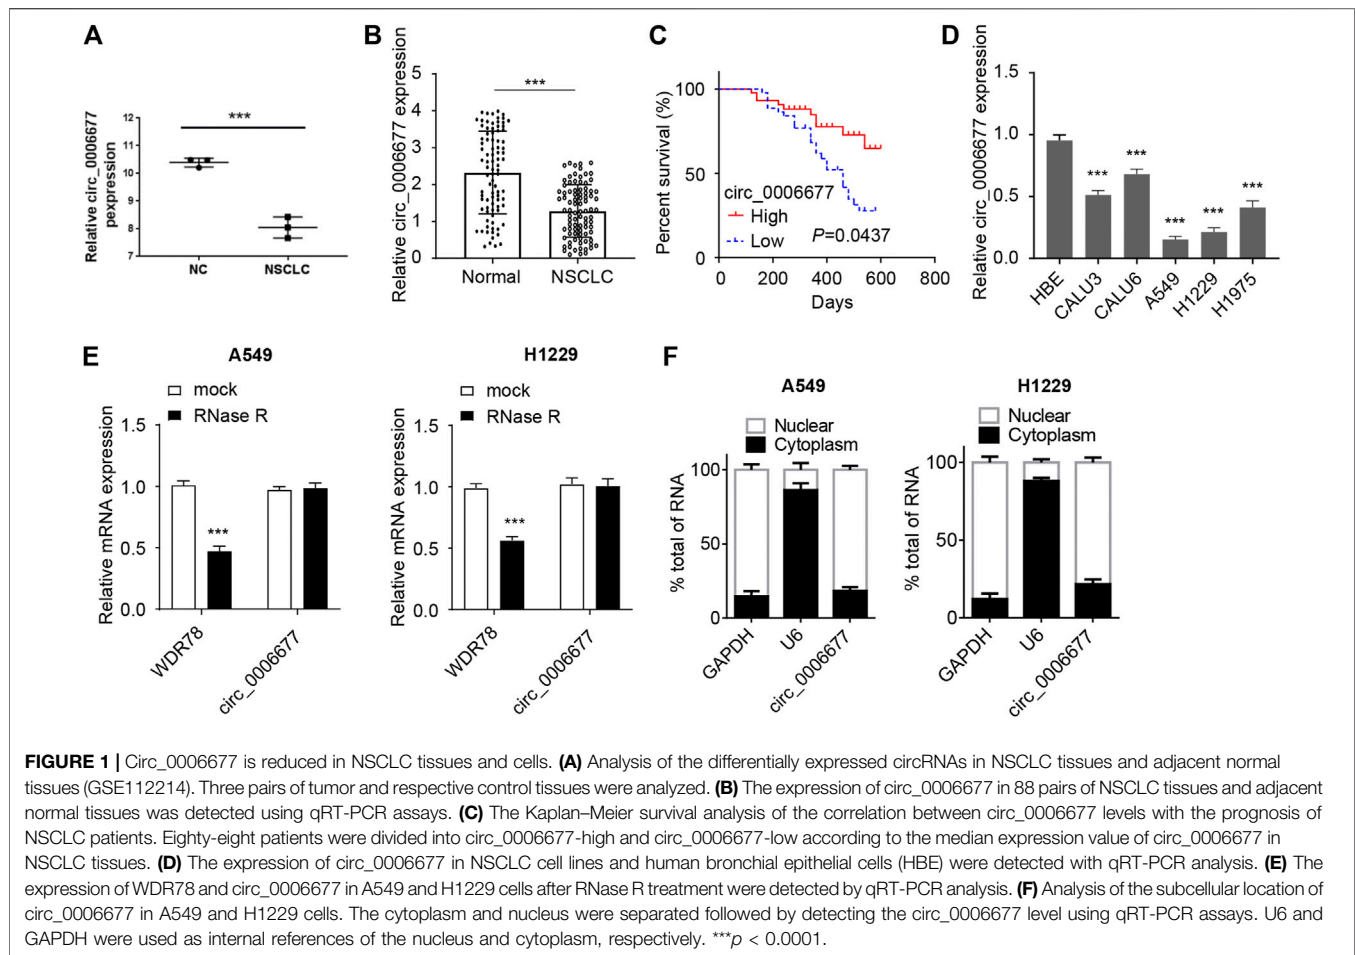 A
Relative circ_0006677
pexpression
12
11
10
9
8
7
***
NC
NSCLC
B
Relative circ_0006677 expression
5
4
3
2
1
0
***
Normal
NSCLC
C
Percent survival (%)
100
50
0
circ_0006677
High
Low
P=0.0437
0
200
400
600
800
Days
D
Relative circ_0006677 expression
1.5
1.0
0.5
0.0
***
***
***
***
***
HBE
CALU3
CALU6
A549
H1229
H1975
E
A549
mock
RNase R
Relative mRNA expression
1.5
1.0
0.5
0.0
***
WDR78
circ_0006677
H1229
mock
RNase R
Relative mRNA expression
1.5
1.0
0.5
0.0
***
WDR78
circ_0006677
F
A549
Nuclear
Cytoplasm
% total of RNA
100
50
0
GAPDH
U6
circ_0006677
H1229
Nuclear
Cytoplasm
% total of RNA
100
50
0
GAPDH
U6
circ_0006677
FIGURE 1 | Circ_0006677 is reduced in NSCLC tissues and cells. (A) Analysis of the differentially expressed circRNAs in NSCLC tissues and adjacent normal
tissues (GSE112214). Three pairs of tumor and respective control tissues were analyzed. (B) The expression of circ_0006677 in 88 pairs of NSCLC tissues and adjacent
normal tissues was detected using qRT-PCR assays. (C) The Kaplan–Meier survival analysis of the correlation between circ_0006677 levels with the prognosis of
NSCLC patients. Eighty-eight patients were divided into circ_0006677-high and circ_0006677-low according to the median expression value of circ_0006677 in
NSCLC tissues. (D) The expression of circ_0006677 in NSCLC cell lines and human bronchial epithelial cells (HBE) were detected with qRT-PCR analysis. (E) The
expression of WDR78 and circ_0006677 in A549 and H1229 cells after RNase R treatment were detected by qRT-PCR analysis. (F) Analysis of the subcellular location of
circ_0006677 in A549 and H1229 cells. The cytoplasm and nucleus were separated followed by detecting the circ_0006677 level using qRT-PCR assays. U6 and
GAPDH were used as internal references of the nucleus and cytoplasm, respectively. ***p < 0.0001.